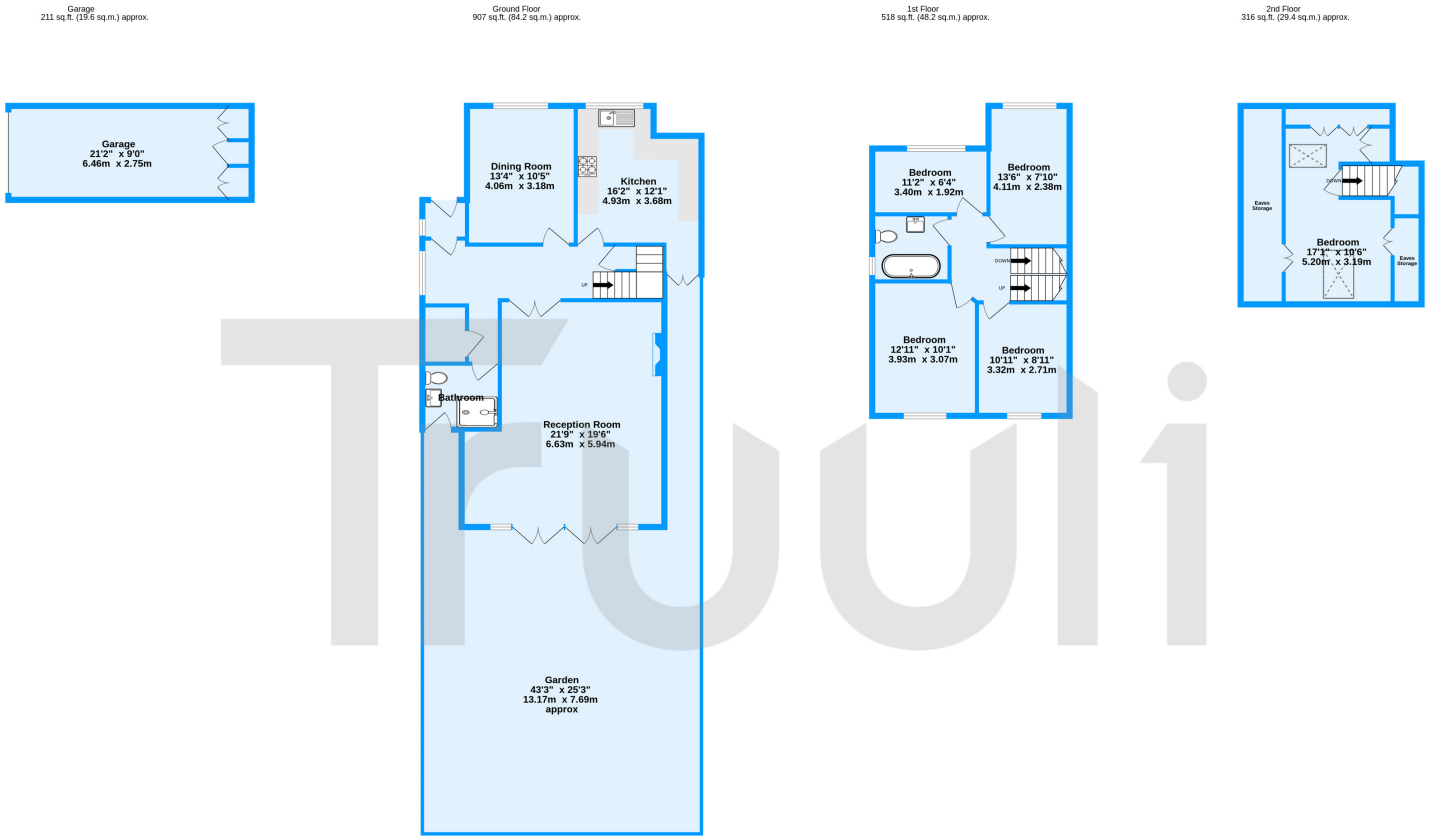 Garage
211 sq.ft. (19.6 sq.m.) approx.
Ground Floor
907 sq.ft. (84.2 sq.m.) approx.
1st Floor
518 sq.ft. (48.2 sq.m.) approx.
2nd Floor
316 sq.ft. (29.4 sq.m.) approx.
Garage
21'2" x 9'0"
6.46m x 2.75m
Dining Room
13'4" x 10'5"
4.06m x 3.18m
Kitchen
16'2" x 12'1"
4.93m x 3.68m
UP
Bathroom
Reception Room
21'9" x 19'6"
6.63m x 5.94m
Garden
43'3" x 25'3"
13.17m x 7.69m
approx
Bedroom
11'2" x 6'4"
3.40m x 1.92m
Bedroom
13'6" x 7'10"
4.11m x 2.38m
DOWN
UP
Bedroom
12'11" x 10'1"
3.93m x 3.07m
Bedroom
10'11" x 8'11"
3.32m x 2.71m
DOWN
Eaves
Storage
Bedroom
17'1" x 10'6"
5.20m x 3.19m
Eaves
Storage
Truuli